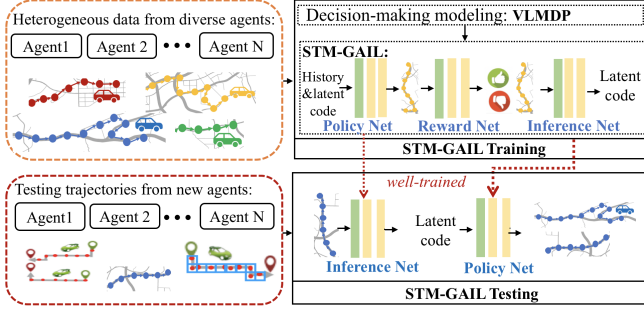 Heterogeneous data from diverse agents:
Agent1
Agent 2
Agent N
Decision-making modeling: VLMDP
STM-GAIL:
History
&latent
code
Policy Net
Reward Net
Inference Net
Latent
code
STM-GAIL Training
Testing trajectories from new agents:
Agent1
Agent 2
Agent N
well-trained
Inference Net
Latent
code
Policy Net
STM-GAIL Testing